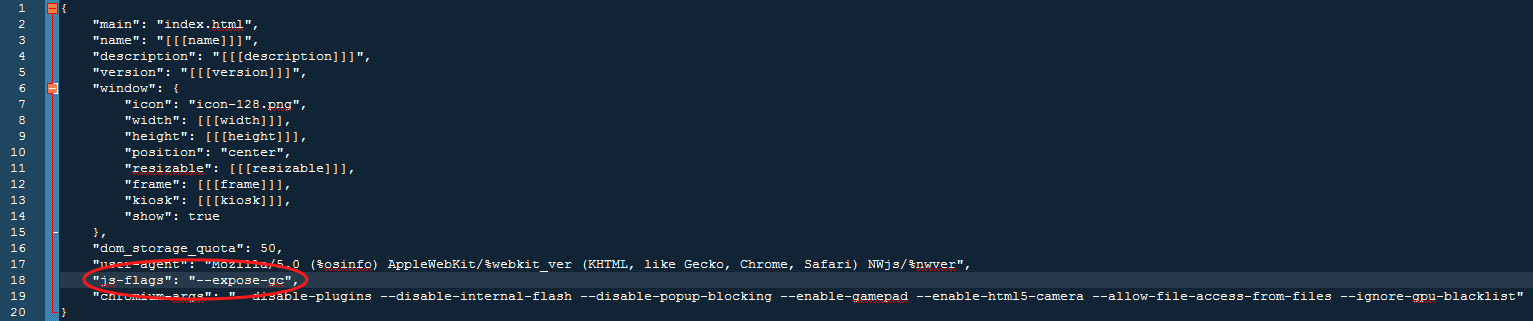 1 {
2 "main": "index.html",
3 "name": "[[[name]]]",
4 "description": "[[[description]]]",
5 "version": "[[[version]]]",
6 "window": {
7 "icon": "icon-128.png",
8 "width": [[[width]]],
9 "height": [[[height]]],
10 "position": "center",
11 "resizable": [[[resizable]]],
12 "frame": [[[frame]]],
13 "kiosk": [[[kiosk]]],
14 "show": true
15 },
16 "dom_storage_quota": 50,
17 "user-agent": "Mozilla/5.0 (%osinfo) AppleWebKit/%webkit_ver (KHTML, like Gecko, Chrome, Safari) NWjs/%nwver",
18 "js-flags": "--expose-gc",
19 "chromium-args": "--disable-plugins --disable-internal-flash --disable-popup-blocking --enable-gamepad --enable-html5-camera --allow-file-access-from-files --ignore-gpu-blacklist"
20 }